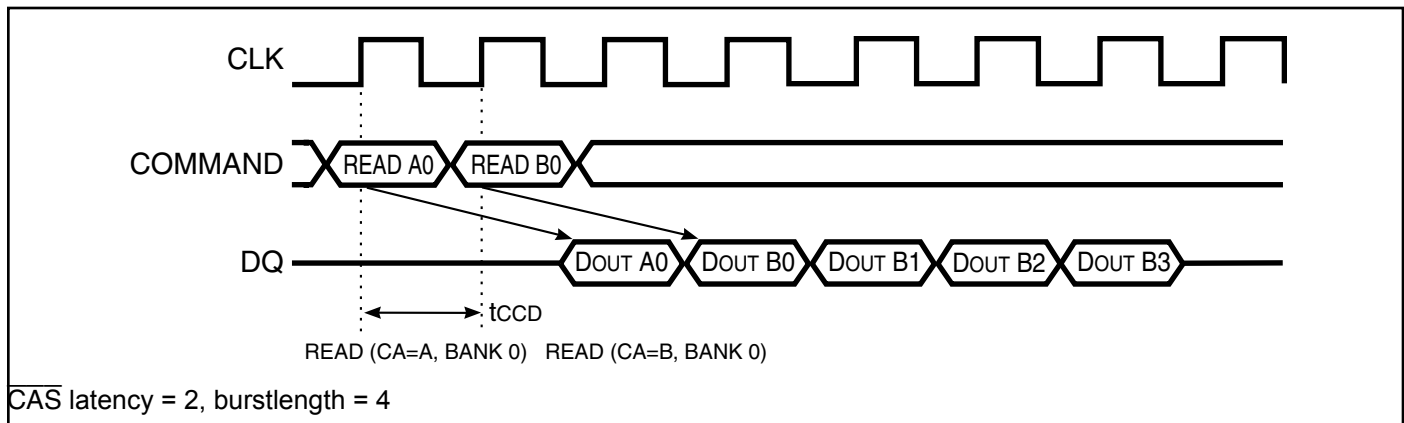 CLK
COMMAND READ A0 READ B0
DQ DOUT A0 DOUT B0 DOUT B1 DOUT B2 DOUT B3
tCCD
READ (CA=A, BANK 0) READ (CA=B, BANK 0)
C̅A̅S̅ latency = 2, burstlength = 4